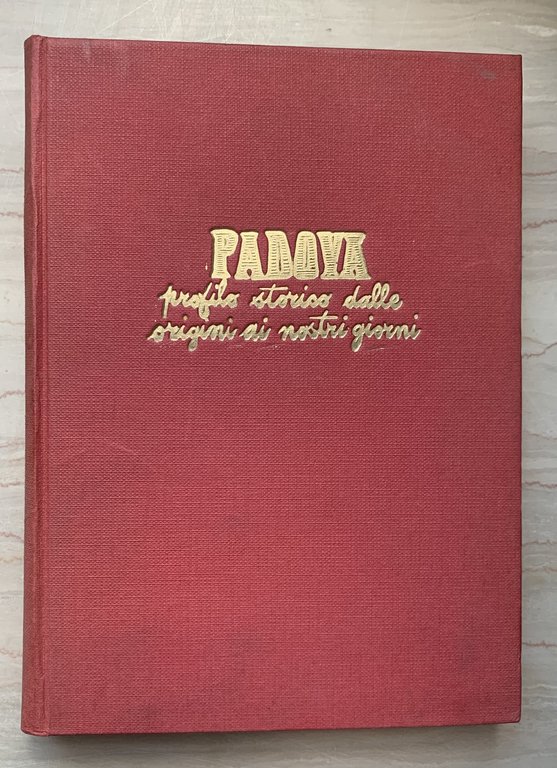 PADOVA
profilo storico dalle
origini ai nostri giorni